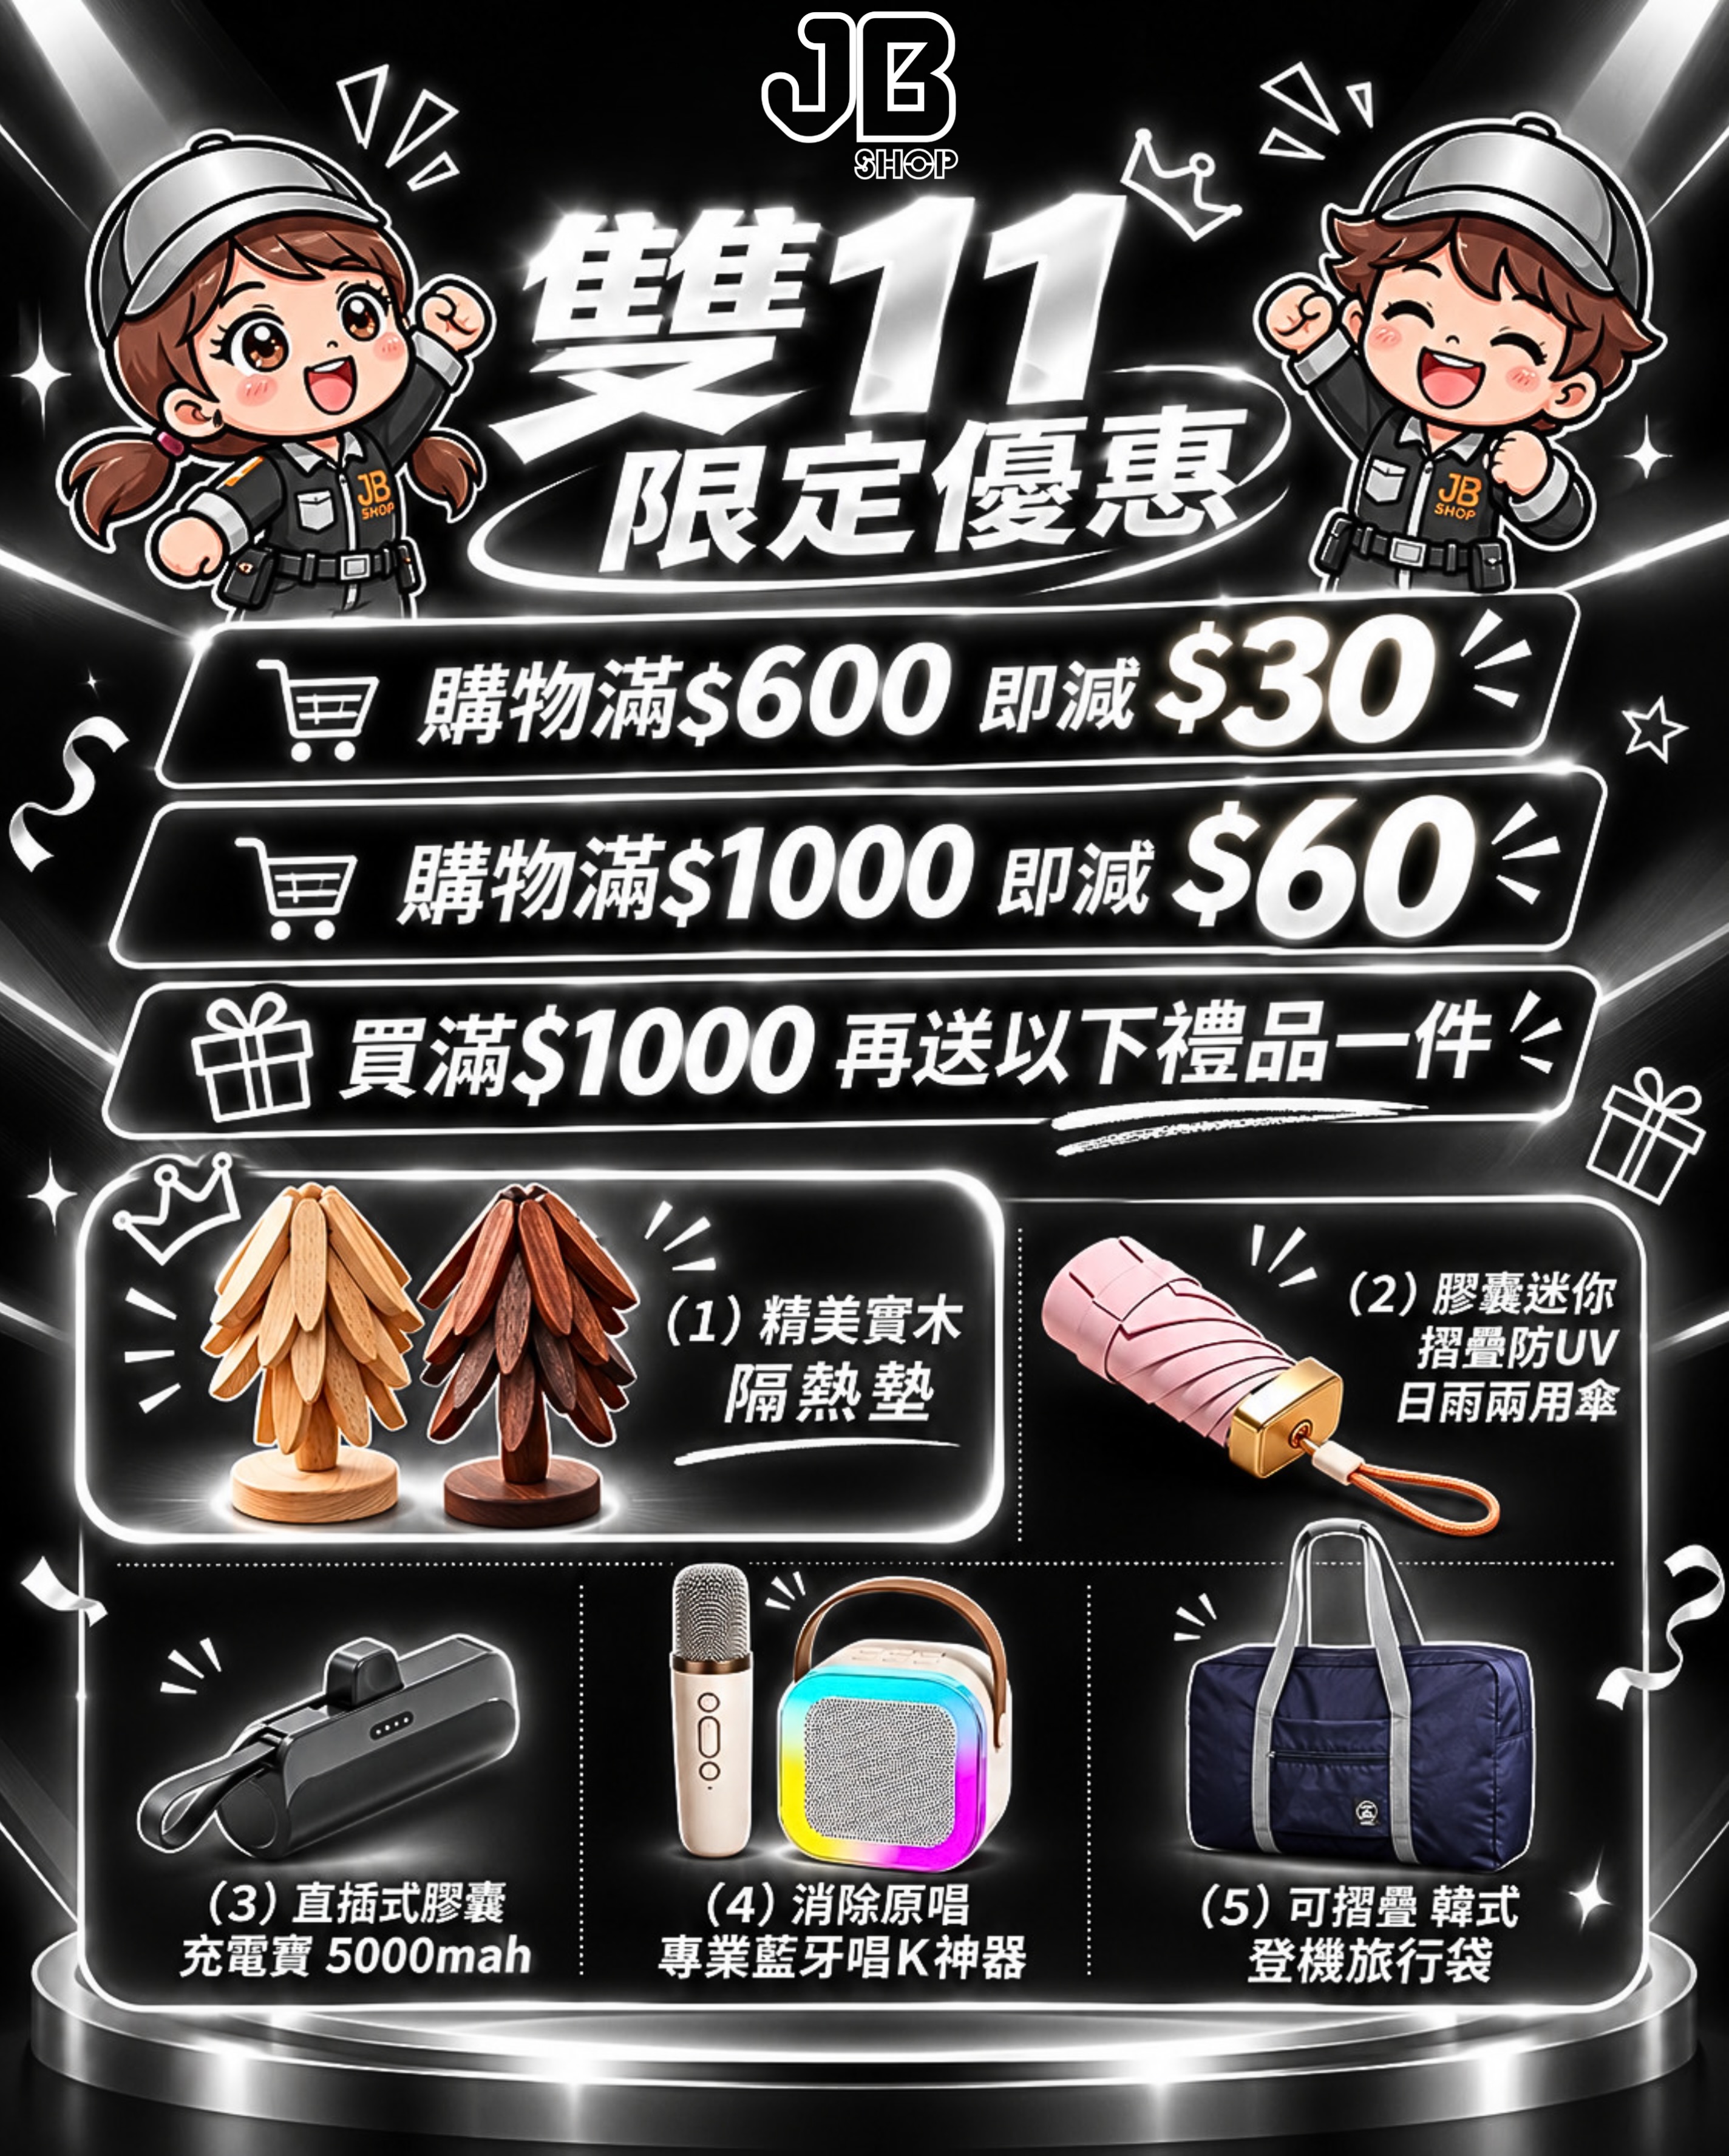 JB
SHOP
雙11
限定優惠
JB
SHOP
JB
SHOP
購物滿$600 即減 $30
購物滿$1000 即減 $60
買滿$1000 再送以下禮品一件
(1) 精美實木
隔熱墊
(2) 膠囊迷你
摺疊防UV
日雨兩用傘
(3) 直插式膠囊
充電寶 5000mah
(4) 消除原唱
專業藍牙唱K神器
(5) 可摺疊 韓式
登機旅行袋